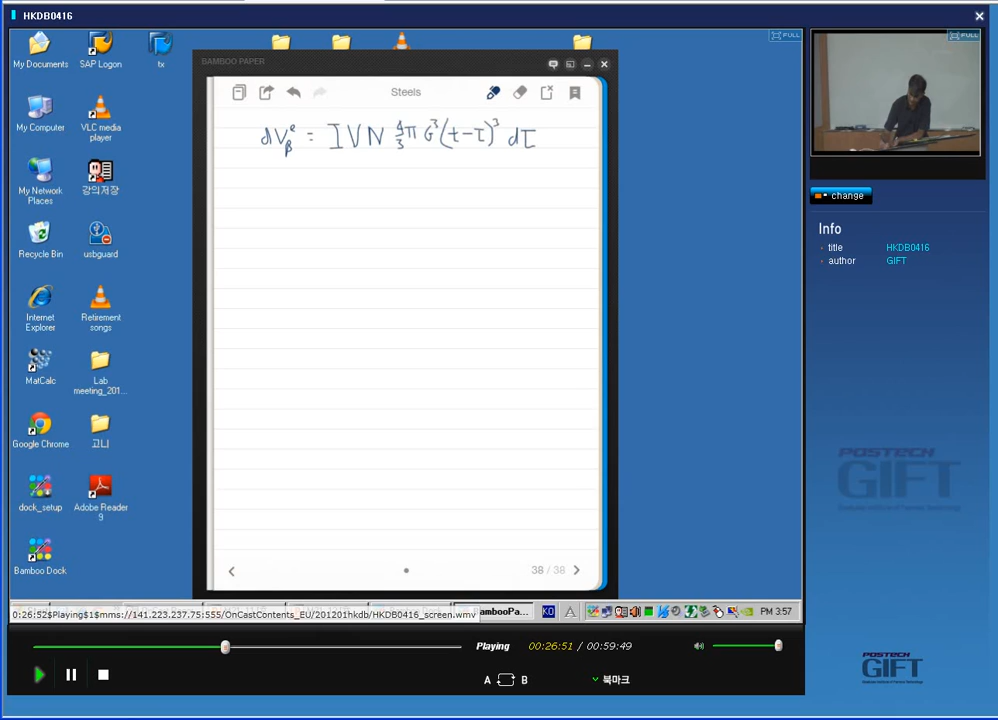 HKDB0416
FULL
FULL
My Documents
SAP Logon
tx
BAMBOO PAPER
Steels
dV_β^e = I V N 4/3 π G^3 (t-τ)^3 dτ
My Computer
VLC media player
My Network Places
강의저장
Recycle Bin
usbguard
Internet Explorer
Retirement songs
MatCalc
Lab meeting_201...
Google Chrome
고니
dock_setup
Adobe Reader 9
Bamboo Dock
38 / 38
0:26:52$Playing$1$mms://141.223.237.75:555/OnCastContents_EU/201201hkdb/HKDB0416_screen.wmv
ambooPa...
KO
A
PM 3:57
Playing
00:26:51 / 00:59:49
A B
북마크
change
Info
title HKDB0416
author GIFT
POSTECH
GIFT
POSTECH
GIFT